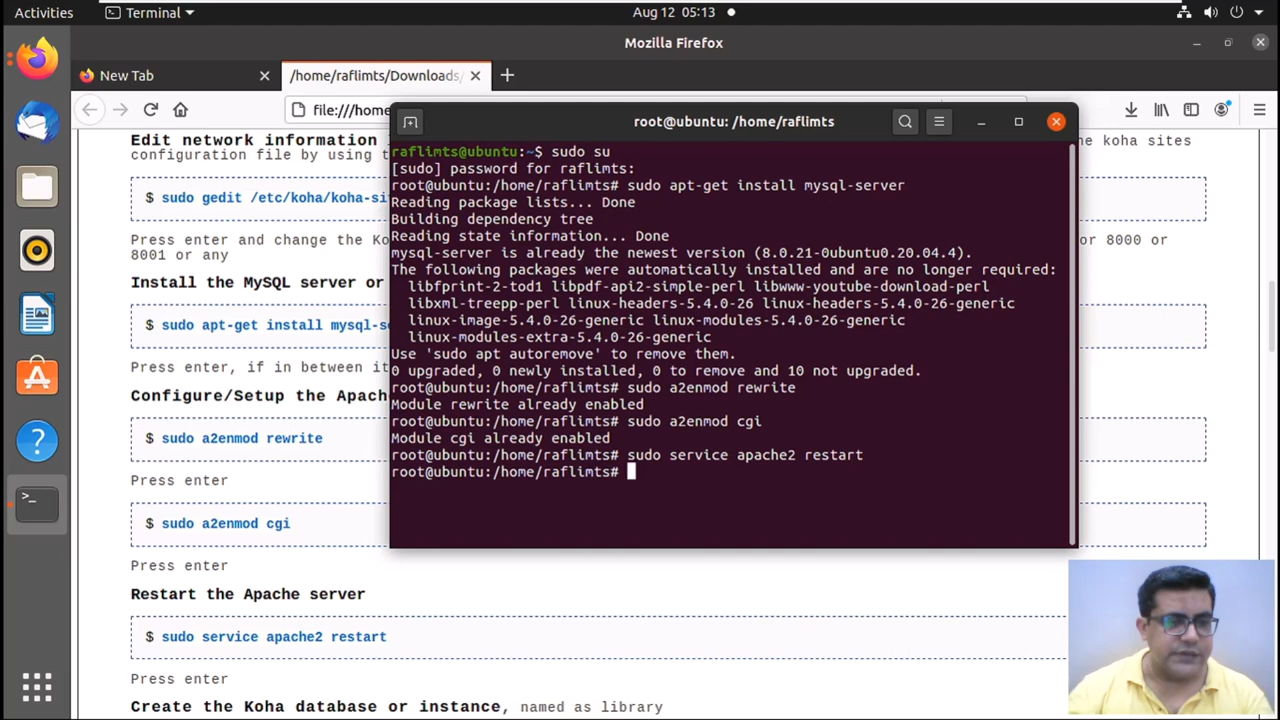 Activities
Terminal
Aug 12 05:13
Mozilla Firefox
New Tab
/home/raflimts/Downloads/
file:///home
Edit network information
he koha sites
configuration file by using t
$ sudo gedit /etc/koha/koha-si
Press enter and change the Ko
or 8000 or
8001 or any
Install the MySQL server or
$ sudo apt-get install mysql-s
Press enter, if in between it
Configure/Setup the Apach
$ sudo a2enmod rewrite
Press enter
$ sudo a2enmod cgi
Press enter
Restart the Apache server
$ sudo service apache2 restart
Press enter
Create the Koha database or instance, named as library
root@ubuntu: /home/raflimts
raflimts@ubuntu:~$ sudo su
[sudo] password for raflimts:
root@ubuntu:/home/raflimts# sudo apt-get install mysql-server
Reading package lists... Done
Building dependency tree
Reading state information... Done
mysql-server is already the newest version (8.0.21-0ubuntu0.20.04.4).
The following packages were automatically installed and are no longer required:
libfprint-2-tod1 libpdf-api2-simple-perl libwww-youtube-download-perl
libxml-treepp-perl linux-headers-5.4.0-26 linux-headers-5.4.0-26-generic
linux-image-5.4.0-26-generic linux-modules-5.4.0-26-generic
linux-modules-extra-5.4.0-26-generic
Use 'sudo apt autoremove' to remove them.
0 upgraded, 0 newly installed, 0 to remove and 10 not upgraded.
root@ubuntu:/home/raflimts# sudo a2enmod rewrite
Module rewrite already enabled
root@ubuntu:/home/raflimts# sudo a2enmod cgi
Module cgi already enabled
root@ubuntu:/home/raflimts# sudo service apache2 restart
root@ubuntu:/home/raflimts#